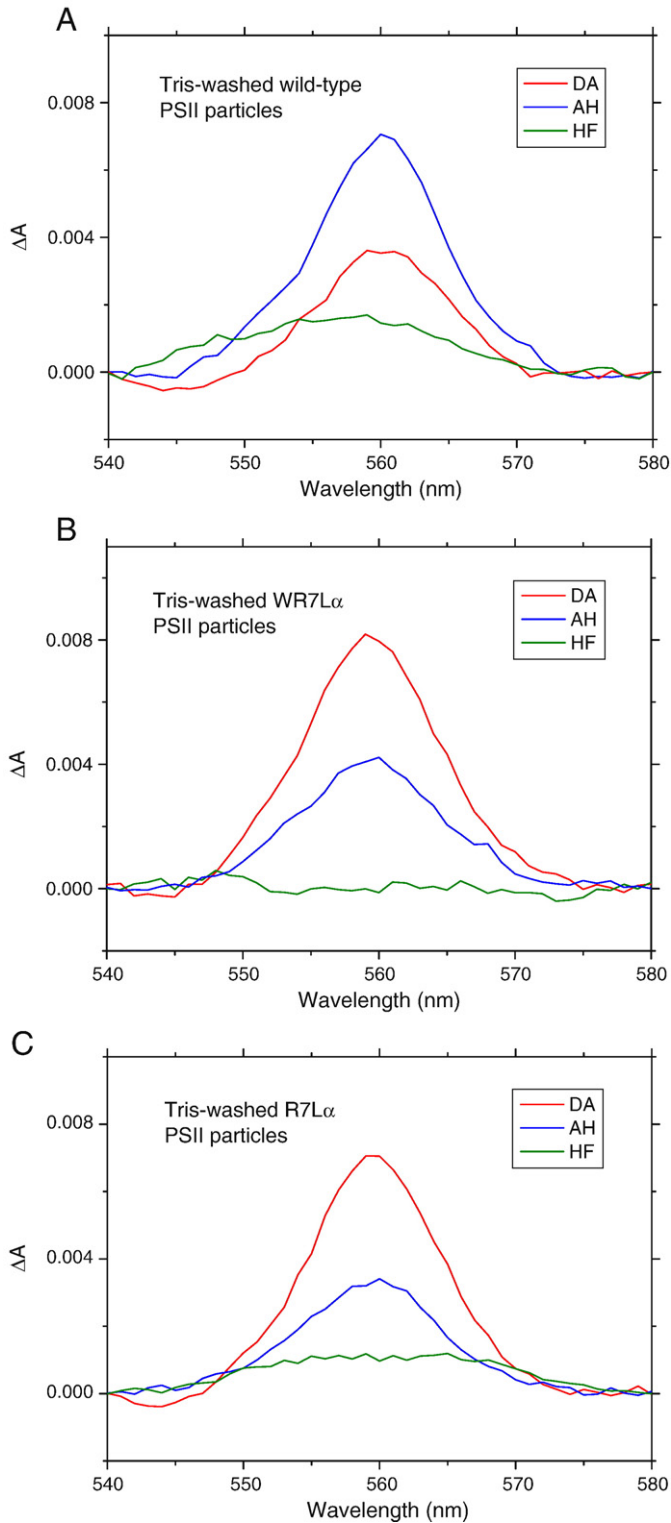 A
Tris-washed wild-type
PSII particles
DA
AH
HF
0.008
0.004
0.000
ΔA
540
550
560
570
580
Wavelength (nm)
B
Tris-washed WR7Lα
PSII particles
DA
AH
HF
0.008
0.004
0.000
ΔA
540
550
560
570
580
Wavelength (nm)
C
Tris-washed R7Lα
PSII particles
DA
AH
HF
0.008
0.004
0.000
ΔA
540
550
560
570
580
Wavelength (nm)